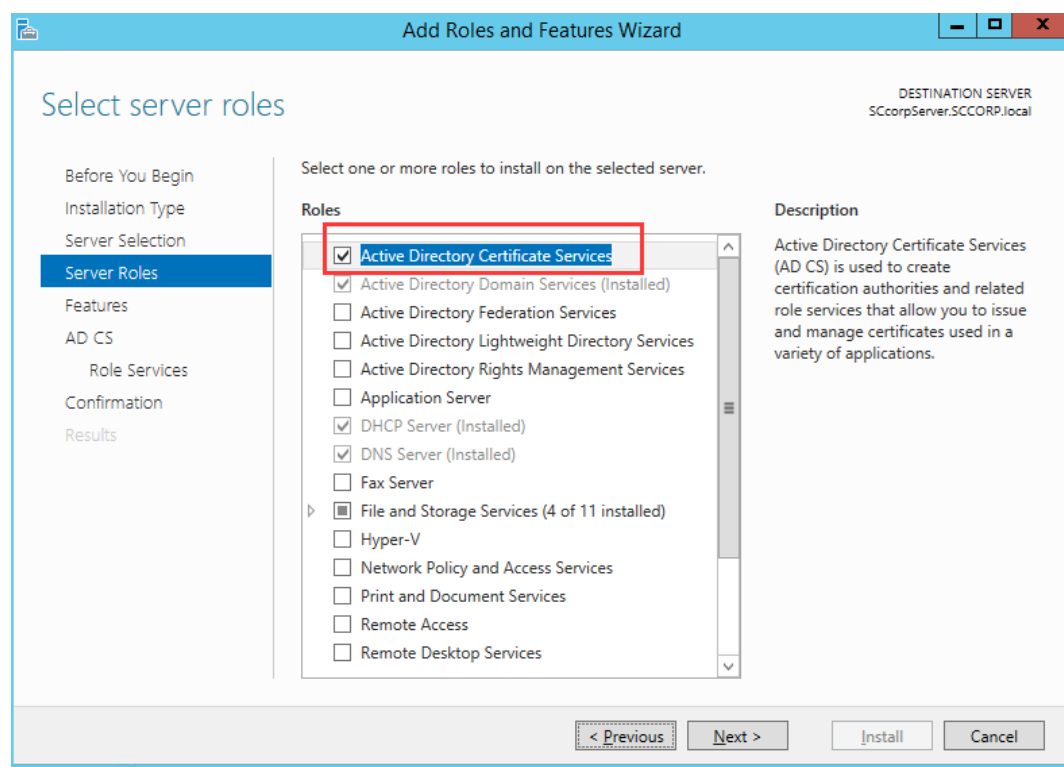 Add Roles and Features Wizard
X
Select server roles
DESTINATION SERVER
SCcorpServer.SCCORP.local
Before You Begin
Installation Type
Server Selection
Server Roles
Features
AD CS
Role Services
Confirmation
Results
Select one or more roles to install on the selected server.
Roles
Active Directory Certificate Services
Active Directory Domain Services (Installed)
Active Directory Federation Services
Active Directory Lightweight Directory Services
Active Directory Rights Management Services
Application Server
DHCP Server (Installed)
DNS Server (Installed)
Fax Server
File and Storage Services (4 of 11 installed)
Hyper-V
Network Policy and Access Services
Print and Document Services
Remote Access
Remote Desktop Services
Description
Active Directory Certificate Services
(AD CS) is used to create
certification authorities and related
role services that allow you to issue
and manage certificates used in a
variety of applications.
< Previous
Next >
Install
Cancel